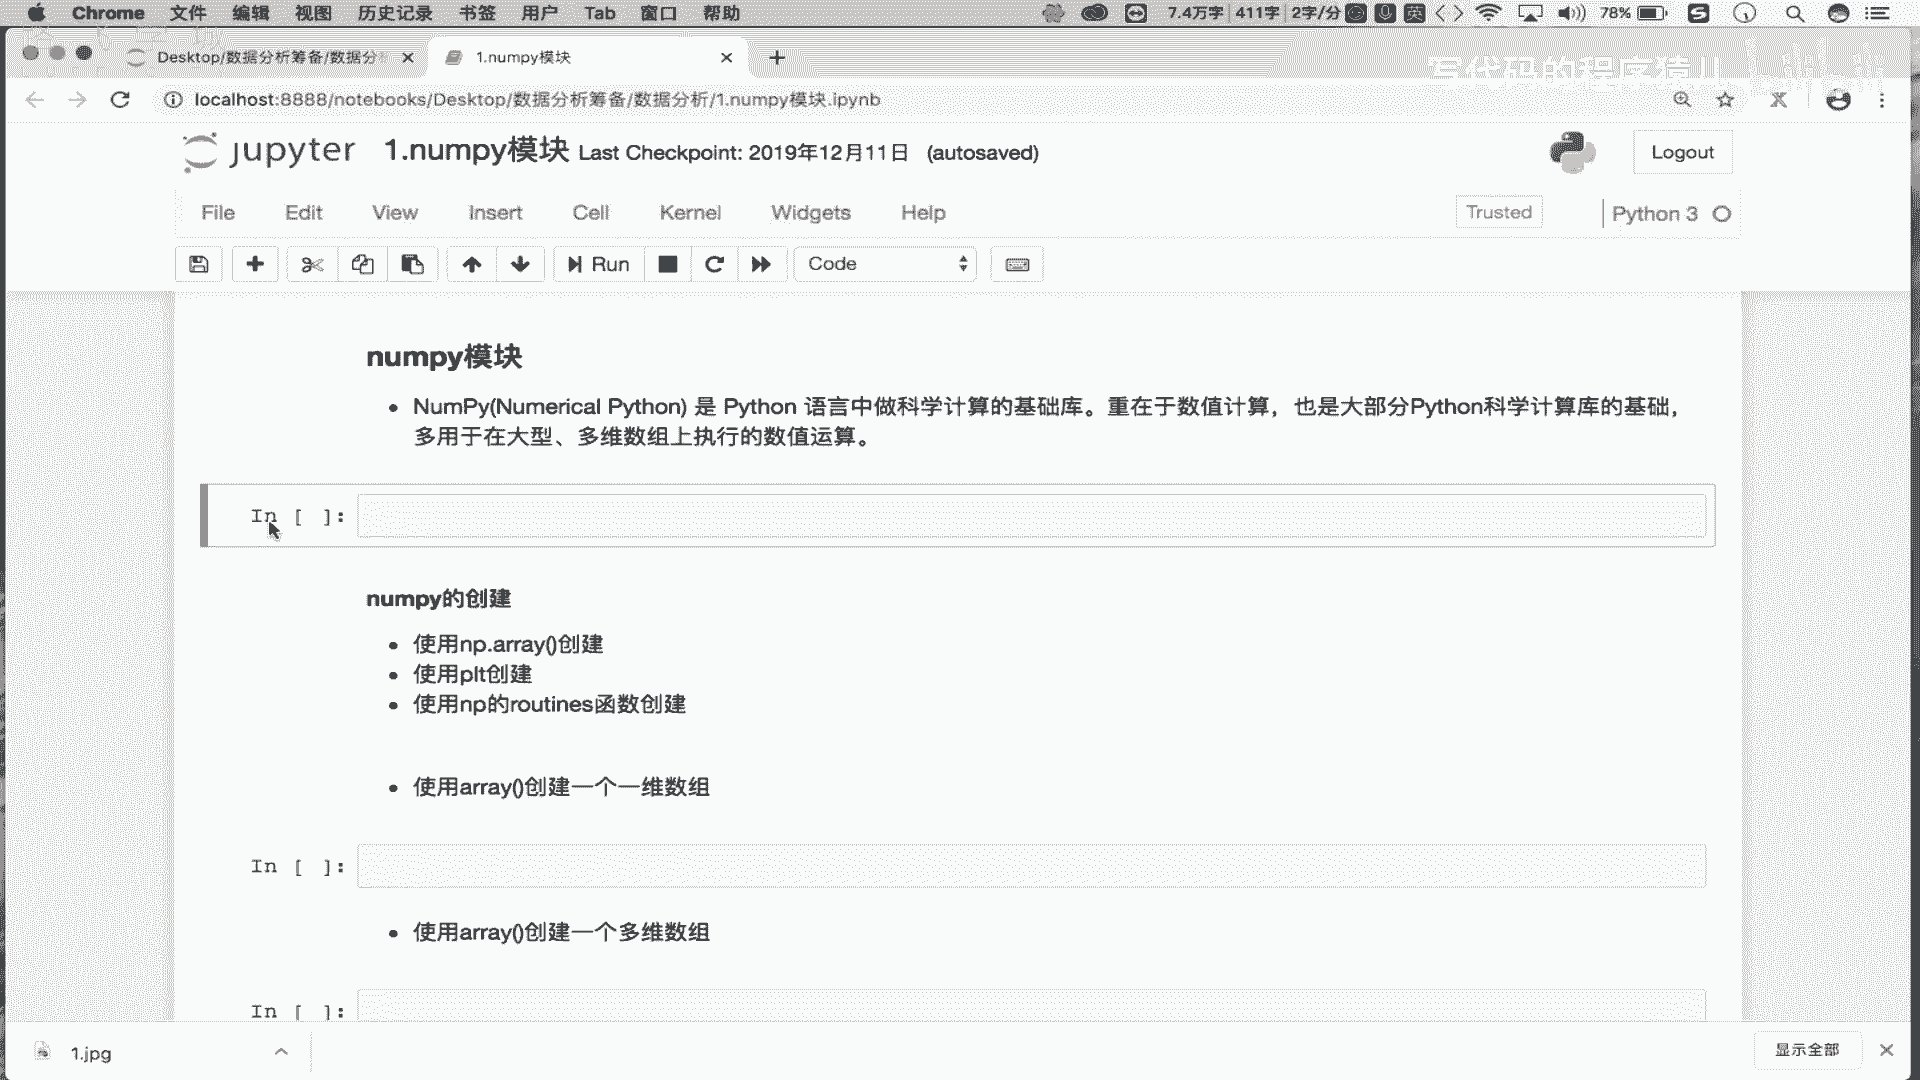 Chrome 文件 编辑 视图 历史记录 书签 用户 Tab 窗口 帮助 7.4万字 411字 2字/分 英 78%
Desktop/数据分析筹备/数据分 1.numpy模块
写代码的程序猿儿
localhost:8888/notebooks/Desktop/数据分析筹备/数据分析/1.numpy模块.ipynb
jupyter 1.numpy模块 Last Checkpoint: 2019年12月11日 (autosaved) Logout
File Edit View Insert Cell Kernel Widgets Help Trusted Python 3
Run Code
numpy模块
NumPy(Numerical Python) 是 Python 语言中做科学计算的基础库。重在于数值计算，也是大部分Python科学计算库的基础，
多用于在大型、多维数组上执行的数值运算。
In [ ]:
numpy的创建
使用np.array()创建
使用plt创建
使用np的routines函数创建
使用array()创建一个一维数组
In [ ]:
使用array()创建一个多维数组
In [ ]:
1.jpg 显示全部